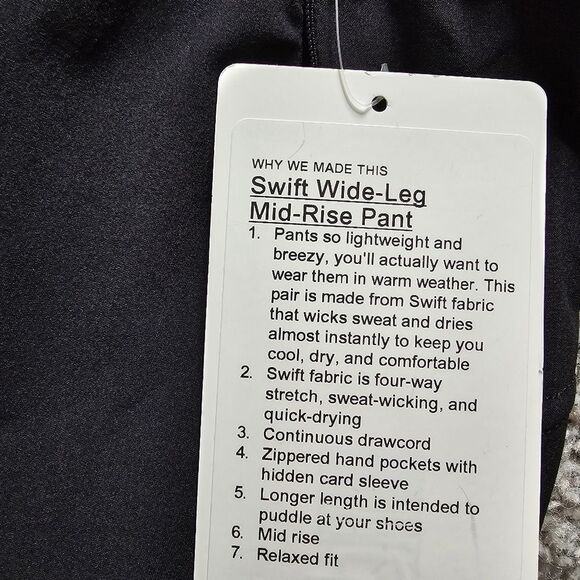 WHY WE MADE THIS
Swift Wide-Leg
Mid-Rise Pant
1. Pants so lightweight and
breezy, you'll actually want to
wear them in warm weather. This
pair is made from Swift fabric
that wicks sweat and dries
almost instantly to keep you
cool, dry, and comfortable
2. Swift fabric is four-way
stretch, sweat-wicking, and
quick-drying
3. Continuous drawcord
4. Zippered hand pockets with
hidden card sleeve
5. Longer length is intended to
puddle at your shoes
6. Mid rise
7. Relaxed fit